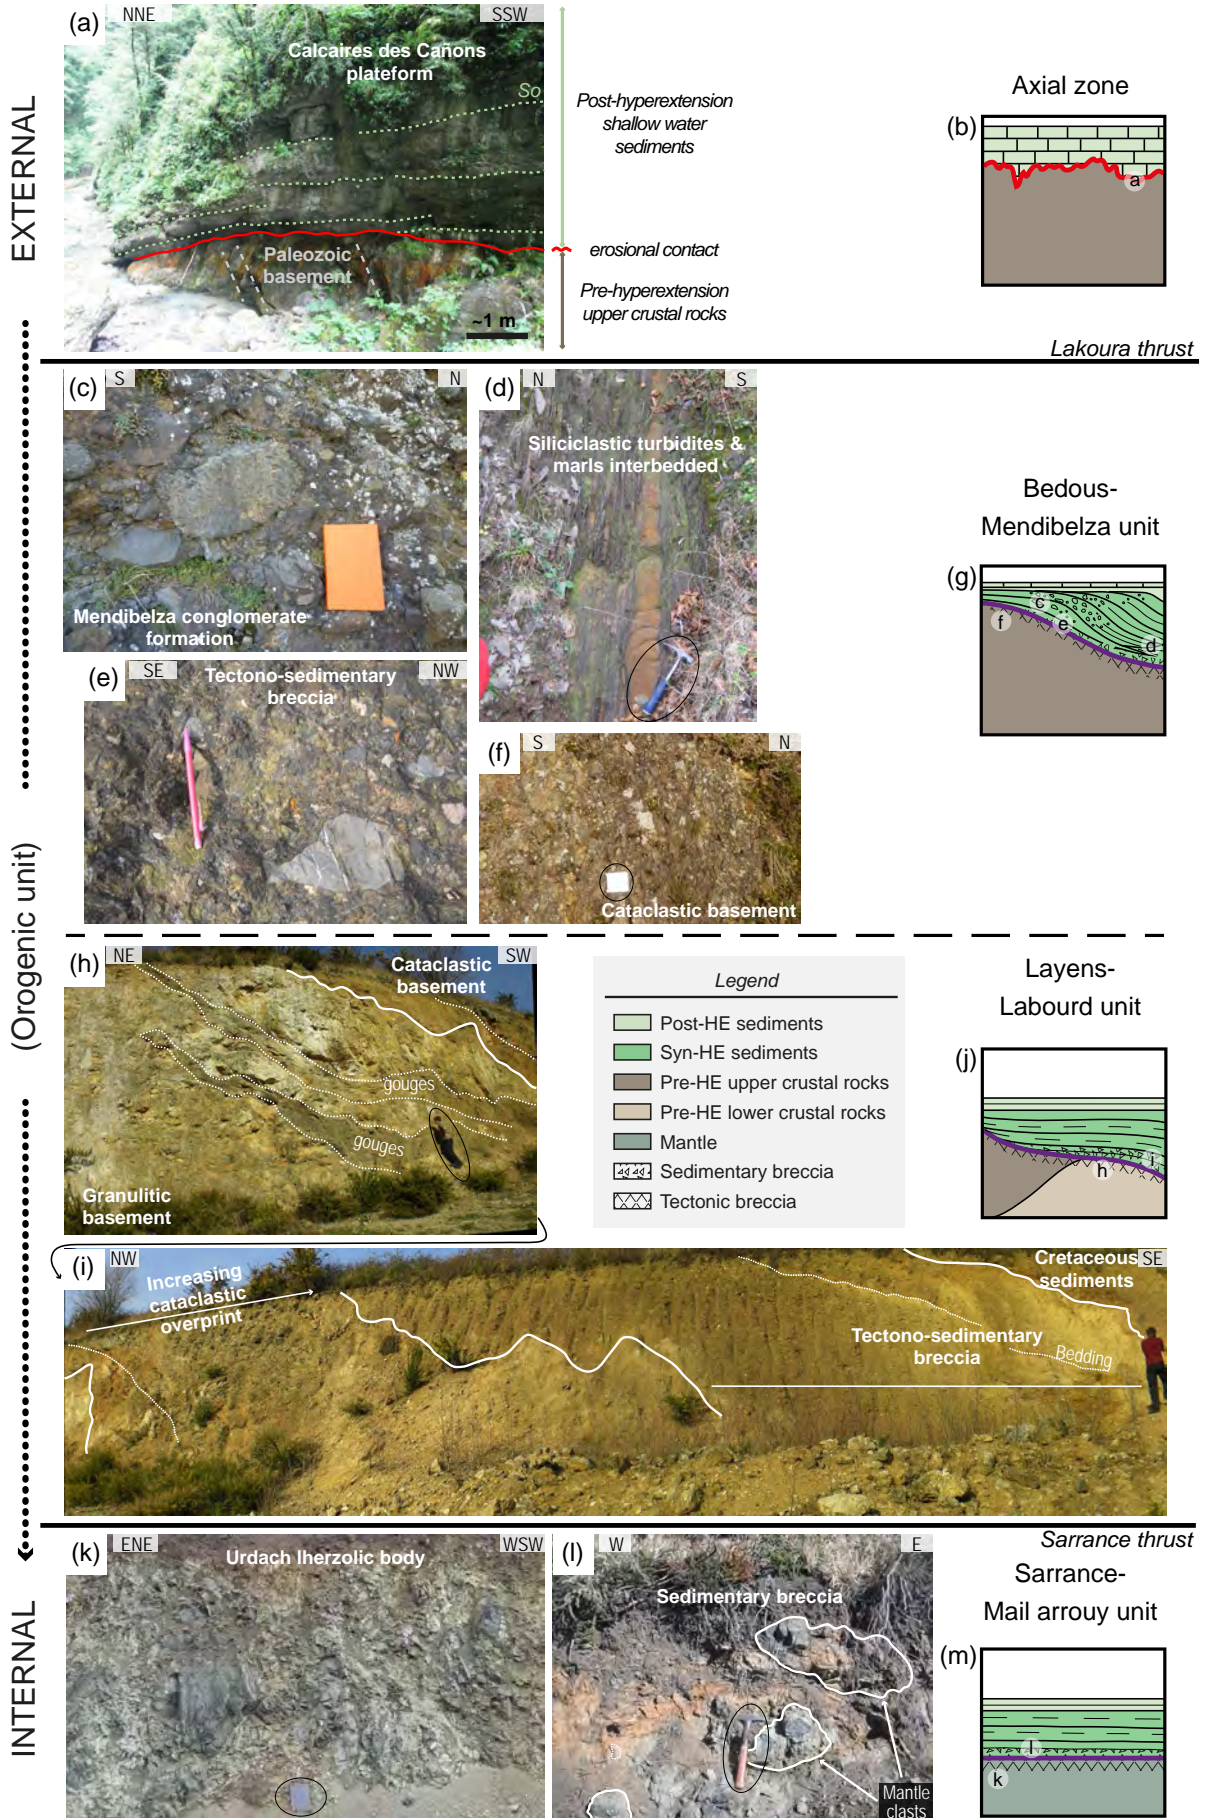 EXTERNAL
(Orogenic unit)
INTERNAL
(a)
NNE
SSW
Calcaires des Cañons
plateform
So
Paleozoic
basement
~1 m
Post-hyperextension
shallow water
sediments
erosional contact
Pre-hyperextension
upper crustal rocks
Axial zone
(b)
a
Lakoura thrust
(c)
S
N
Mendibelza conglomerate
formation
(d)
N
S
Siliciclastic turbidites &
marls interbedded
(e)
SE
NW
Tectono-sedimentary
breccia
(f)
S
N
Cataclastic basement
Bedous-
Mendibelza unit
(g)
c
f
e
d
(h)
NE
SW
Cataclastic
basement
gouges
gouges
Granulitic
basement
Legend
Post-HE sediments
Syn-HE sediments
Pre-HE upper crustal rocks
Pre-HE lower crustal rocks
Mantle
Sedimentary breccia
Tectonic breccia
Layens-
Labourd unit
(j)
i
h
(i)
NW
SE
Increasing
cataclastic
overprint
Cretaceous
sediments
Tectono-sedimentary
breccia
Bedding
Sarrance thrust
(k)
ENE
WSW
Urdach lherzolic body
(l)
W
E
Sedimentary breccia
Mantle
clasts
Sarrance-
Mail arrouy unit
(m)
l
k